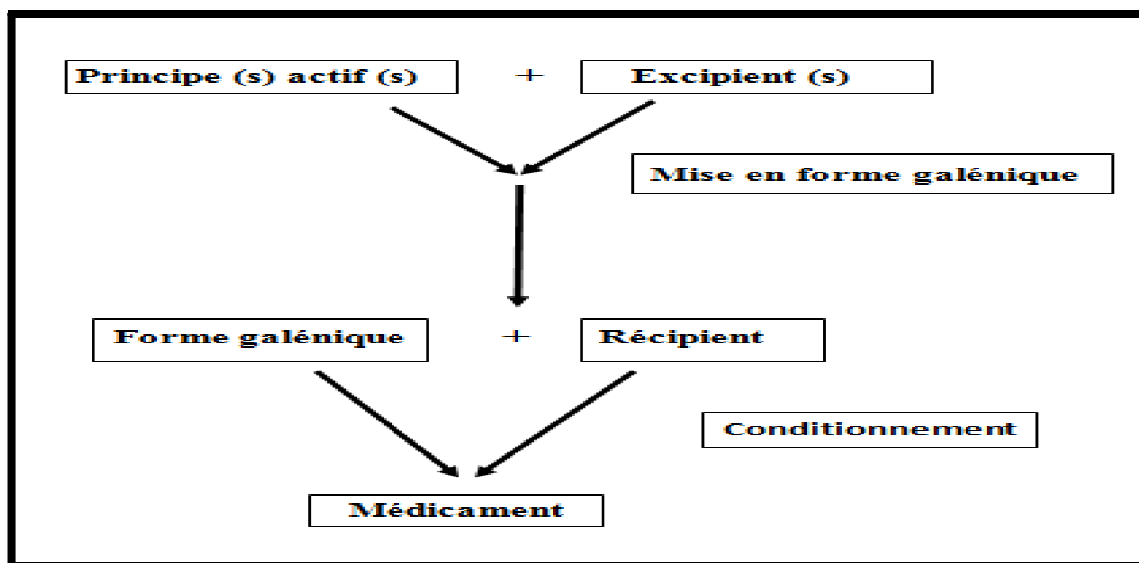 Principe (s) actif (s) + Excipient (s)
Mise en forme galénique
Forme galénique + Récipient
Conditionnement
Médicament